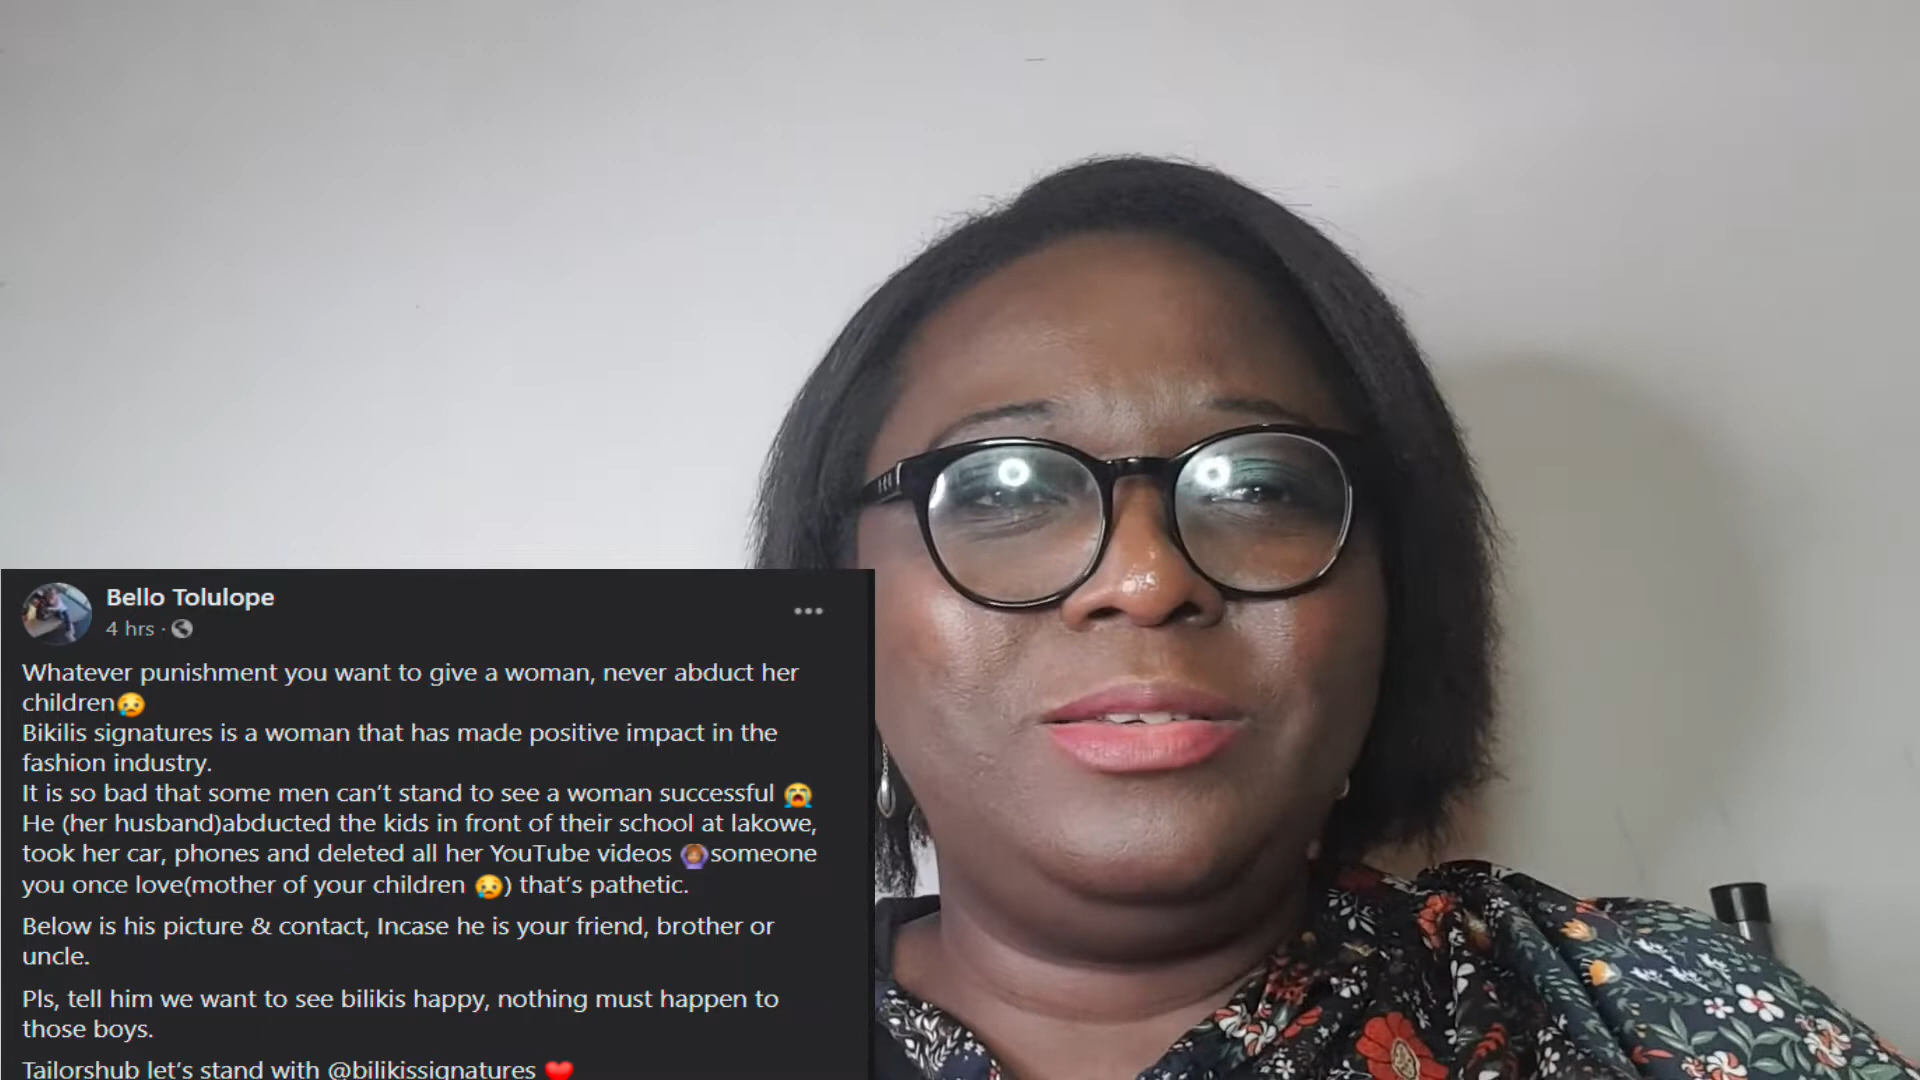 Bello Tolulope
4 hrs ·
Whatever punishment you want to give a woman, never abduct her
children😥
Bikilis signatures is a woman that has made positive impact in the
fashion industry.
It is so bad that some men can't stand to see a woman successful 😭
He (her husband)abducted the kids in front of their school at lakowe,
took her car, phones and deleted all her YouTube videos 🙆🏽‍♀️someone
you once love(mother of your children 😥) that's pathetic.
Below is his picture & contact, Incase he is your friend, brother or
uncle.
Pls, tell him we want to see bilikis happy, nothing must happen to
those boys.
Tailorshub let's stand with @bilikissignatures ❤️